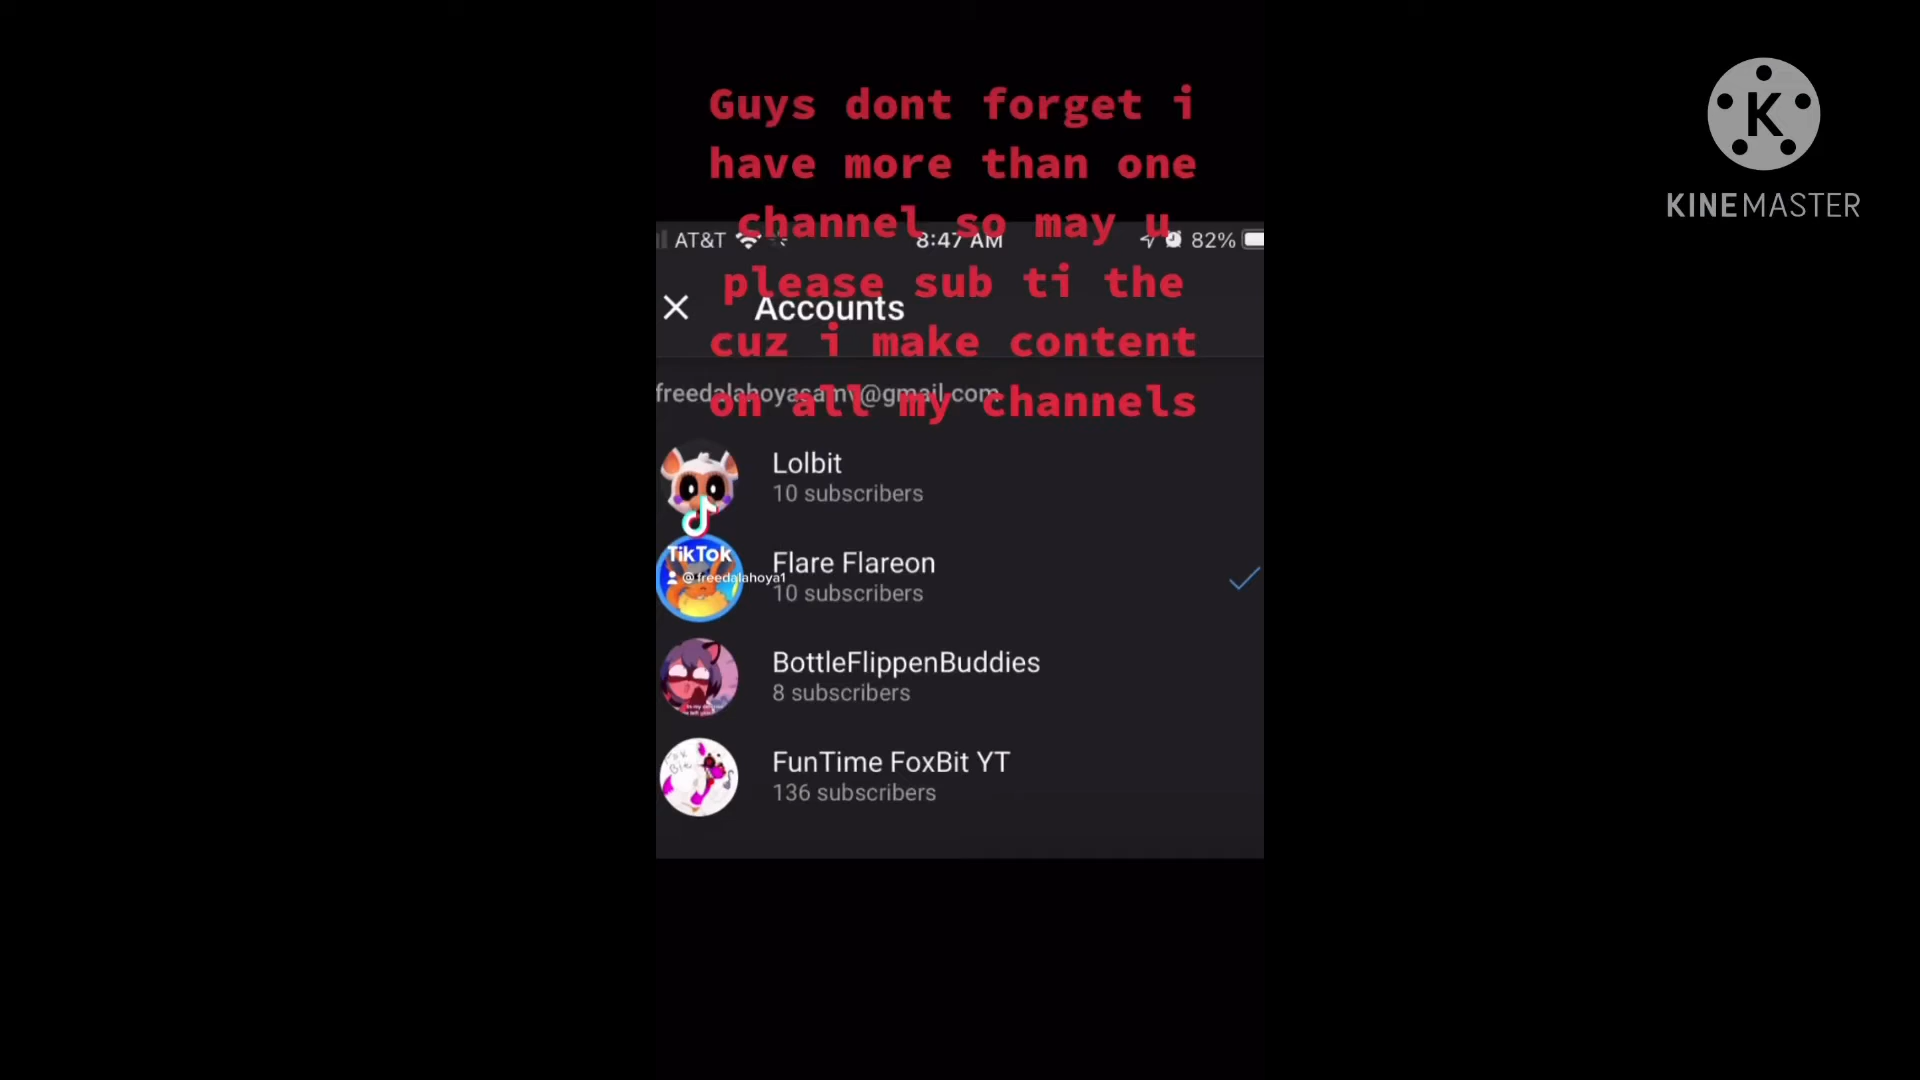 Guys dont forget i
have more than one
channel so may u
please sub ti the
cuz i make content
on all my channels
AT&T
8:47 AM
82%
Accounts
Lolbit
10 subscribers
TikTok
@freedalahoya1
Flare Flareon
10 subscribers
BottleFlippenBuddies
8 subscribers
FunTime FoxBit YT
136 subscribers
K
KINEMASTER